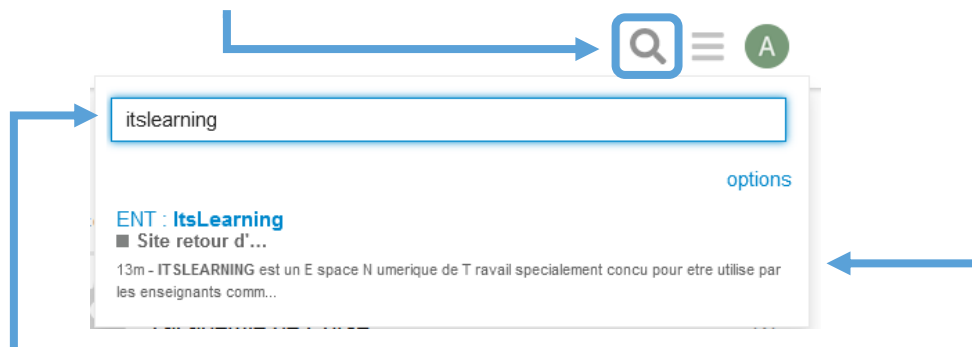 A
itslearning
options
ENT : ItsLearning
Site retour d'...
13m - ITSLEARNING est un E space N umerique de T ravail specialement concu pour etre utilise par
les enseignants comm...